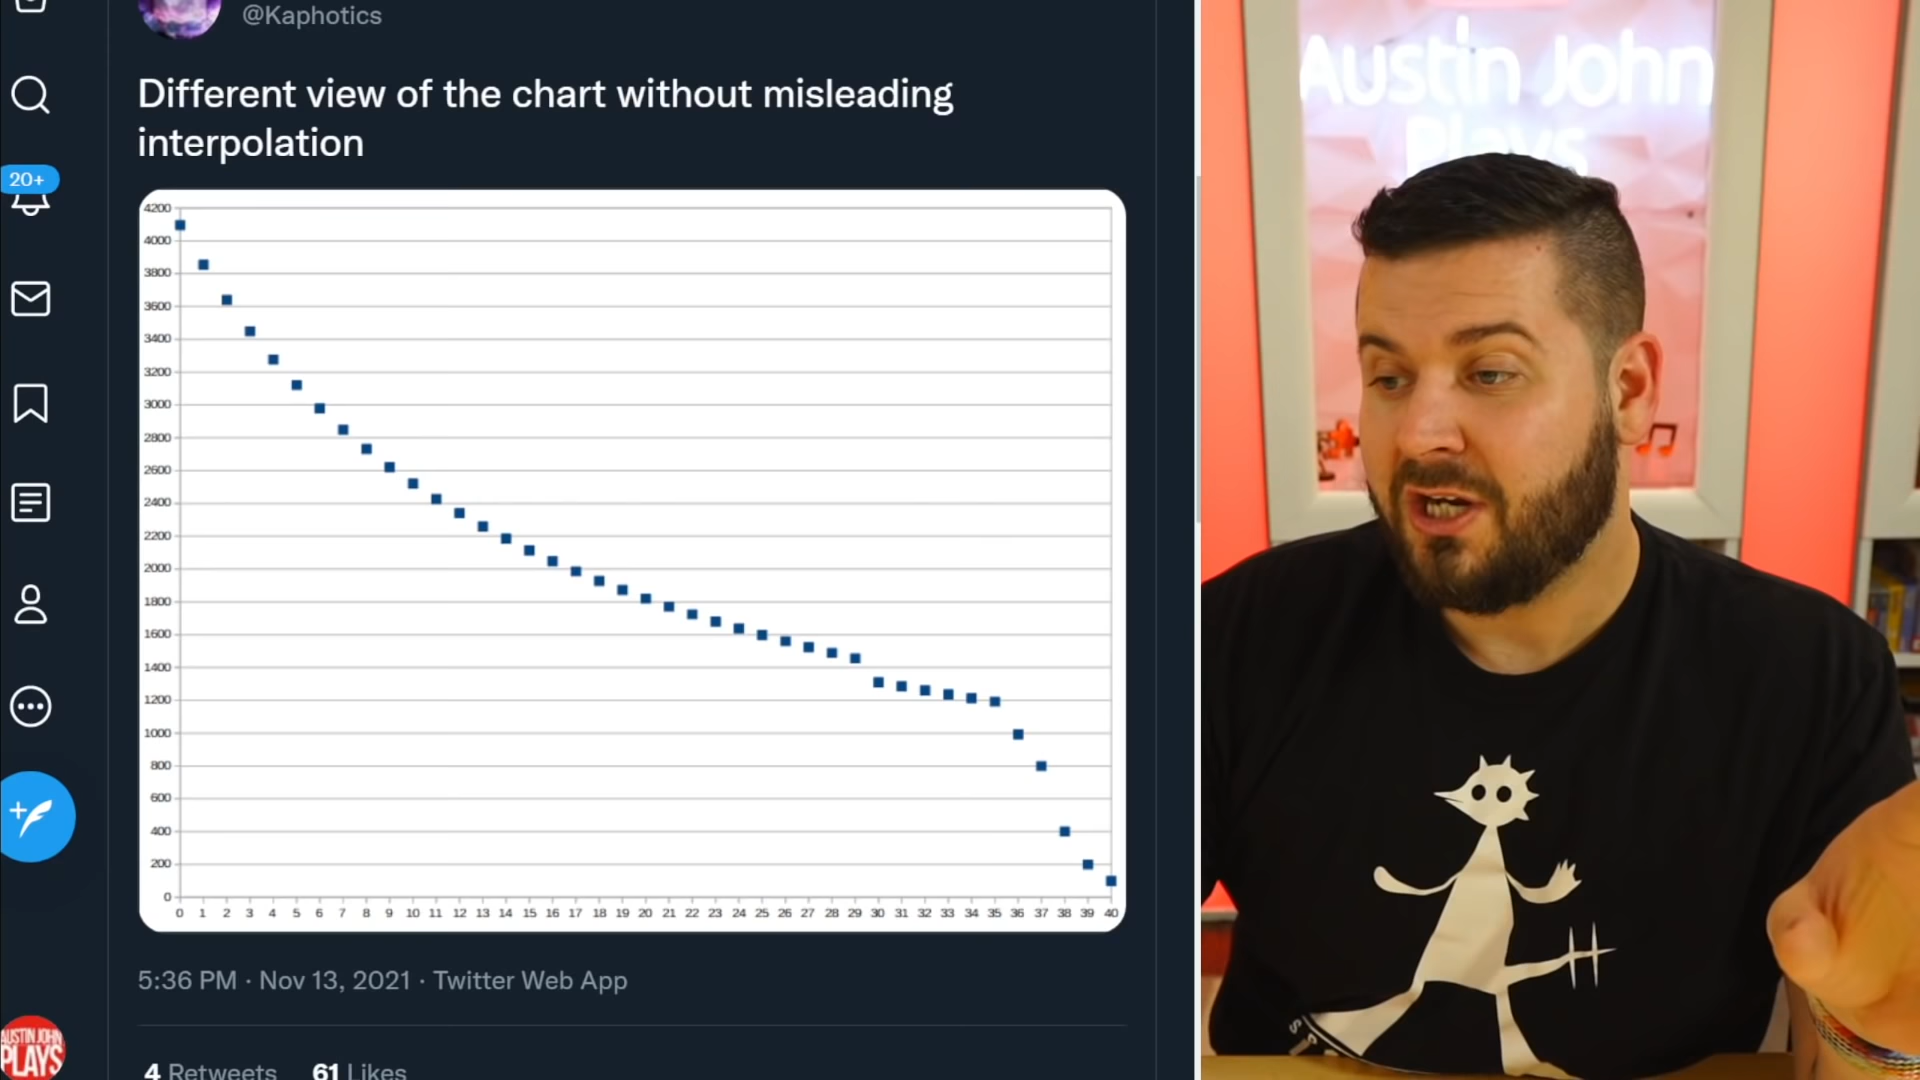 @Kaphotics
Different view of the chart without misleading
interpolation
20+
4200
4000
3800
3600
3400
3200
3000
2800
2600
2400
2200
2000
1800
1600
1400
1200
1000
800
600
400
200
0
0 1 2 3 4 5 6 7 8 9 10 11 12 13 14 15 16 17 18 19 20 21 22 23 24 25 26 27 28 29 30 31 32 33 34 35 36 37 38 39 40
5:36 PM · Nov 13, 2021 · Twitter Web App
4 Retweets 61 Likes
AUSTIN JOHN
PLAYS
Austin John
Plays